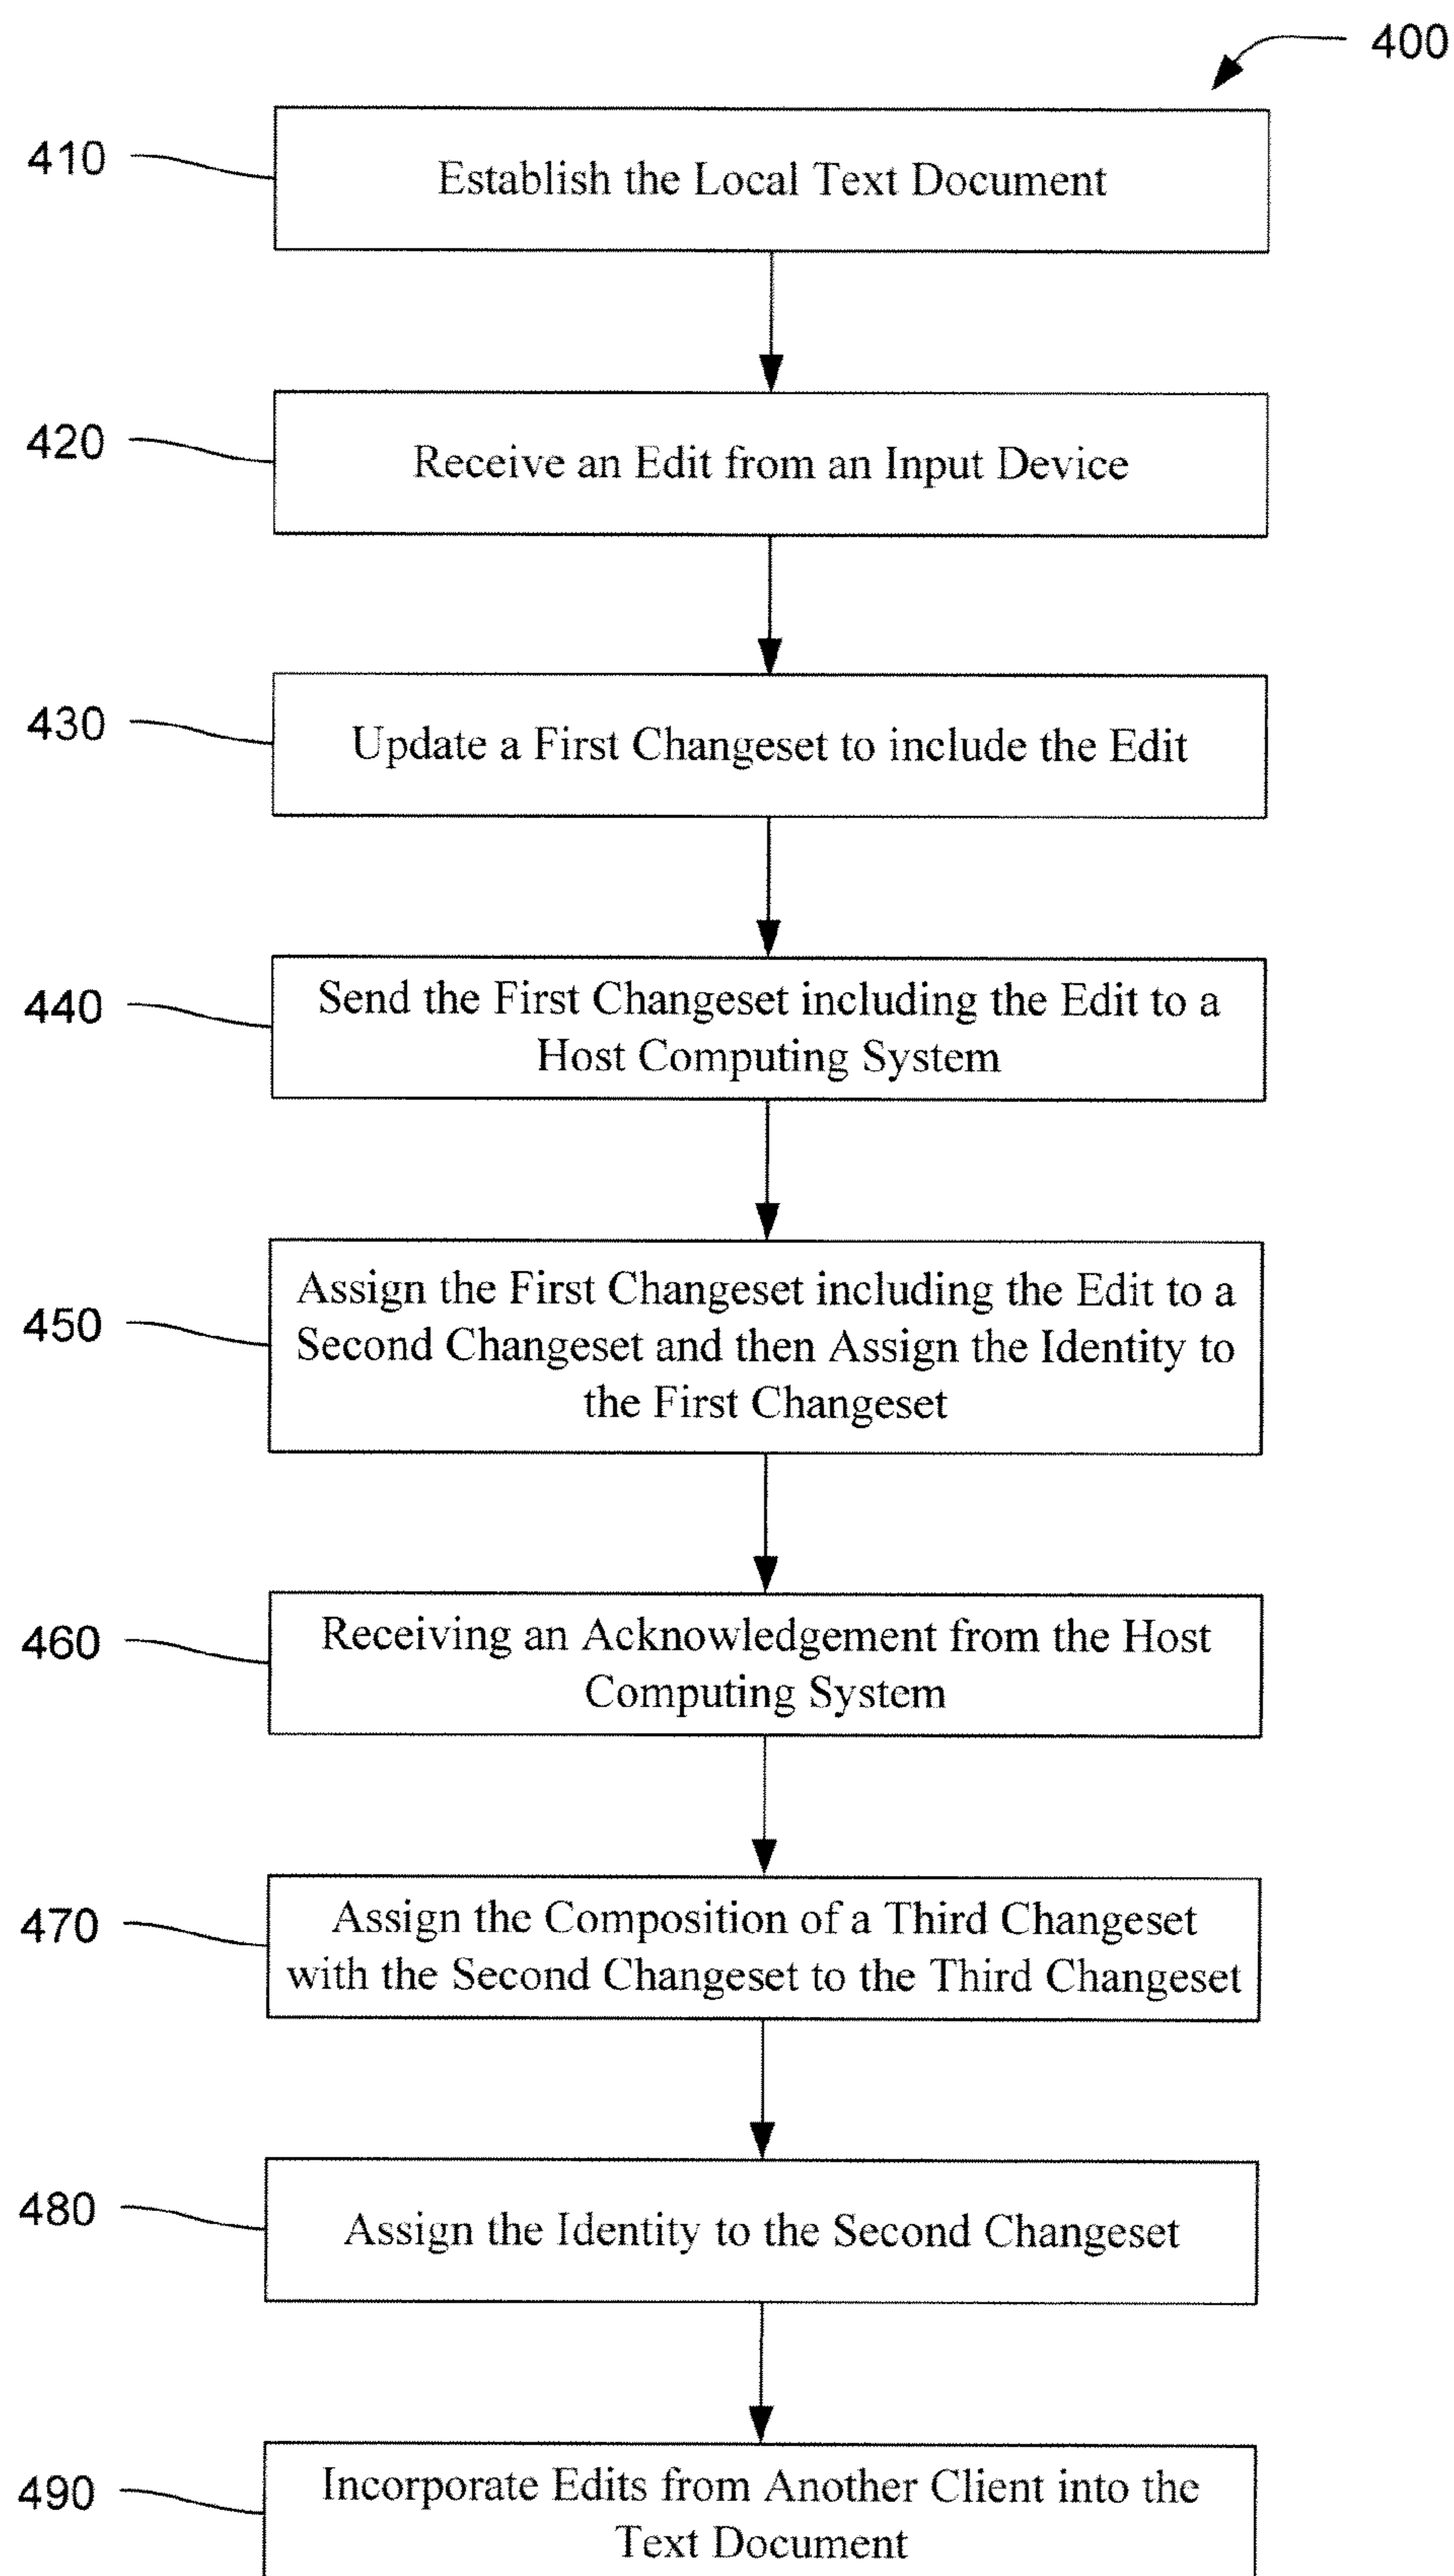 400
410
Establish the Local Text Document
420
Receive an Edit from an Input Device
430
Update a First Changeset to include the Edit
440
Send the First Changeset including the Edit to a
Host Computing System
450
Assign the First Changeset including the Edit to a
Second Changeset and then Assign the Identity to
the First Changeset
460
Receiving an Acknowledgement from the Host
Computing System
470
Assign the Composition of a Third Changeset
with the Second Changeset to the Third Changeset
480
Assign the Identity to the Second Changeset
490
Incorporate Edits from Another Client into the
Text Document